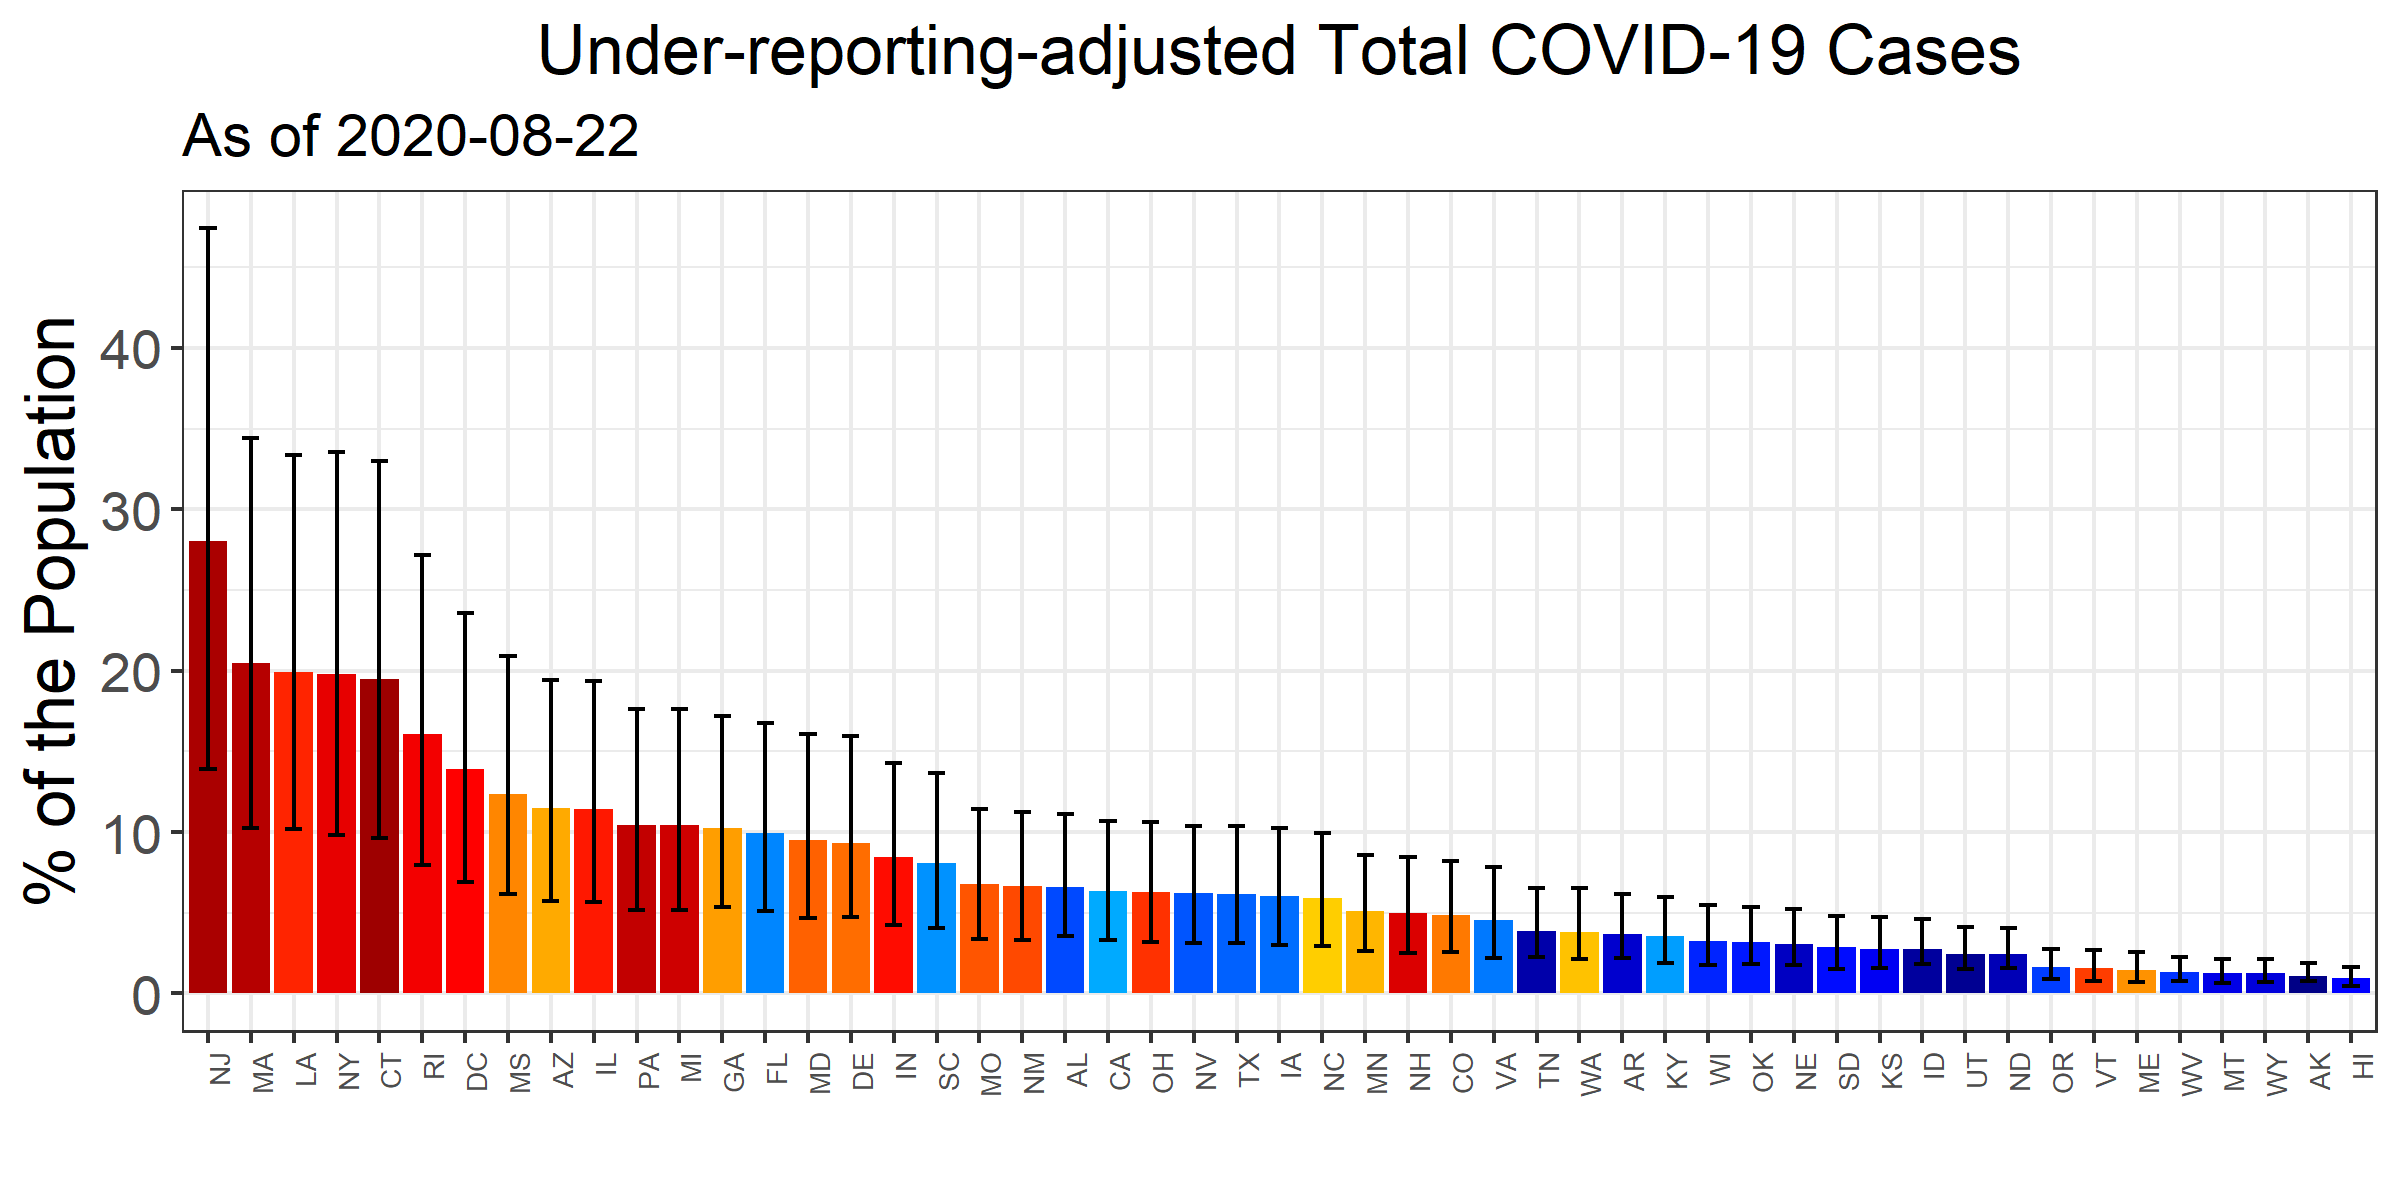 Under-reporting-adjusted Total COVID-19 Cases
As of 2020-08-22
% of the Population
40
30
20
10
0
NJ MA LA NY CT RI DC MS AZ IL PA MI GA FL MD DE IN SC MO NM AL CA OH NV TX IA NC MN NH CO VA TN WA AR KY WI OK NE SD KS ID UT ND OR VT ME WV MT WY AK HI